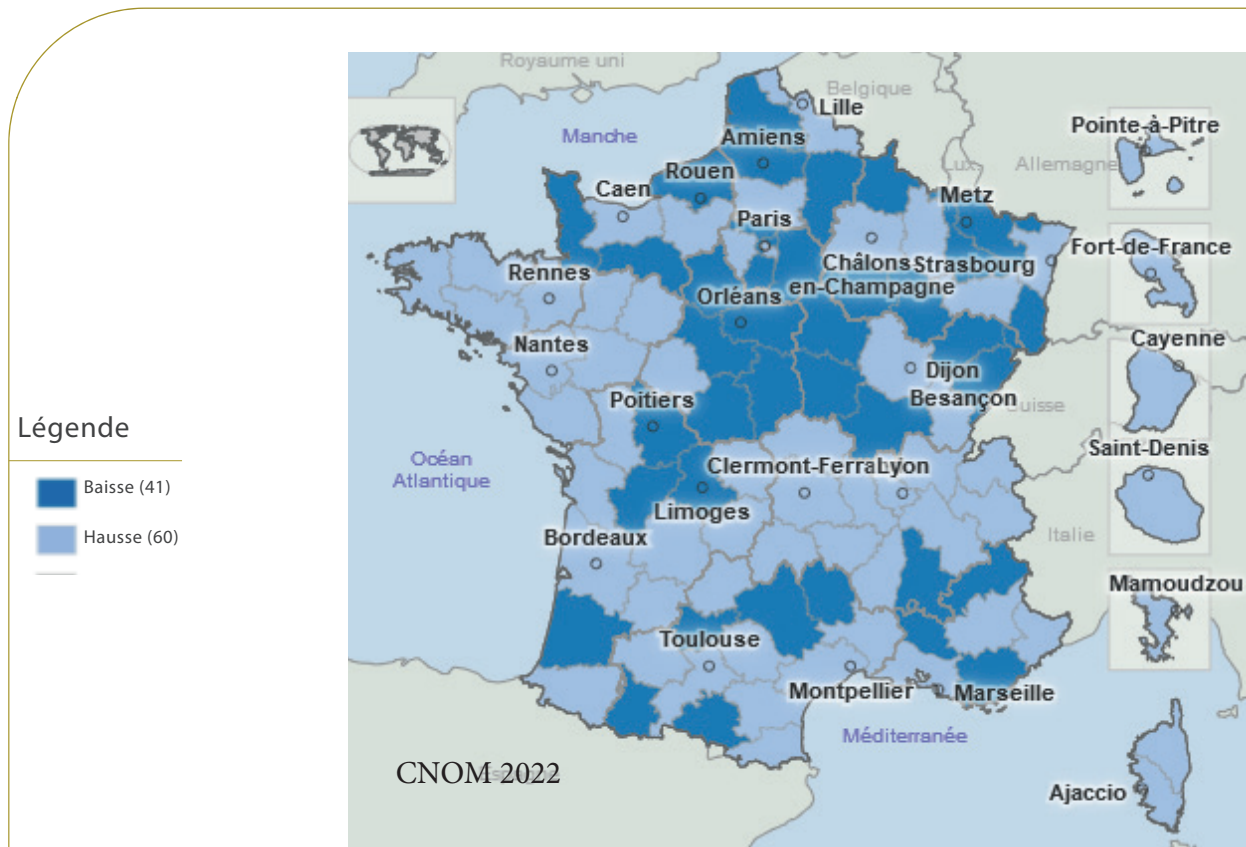 Royaume uni
Belgique
Lille
Manche
Amiens
Lux.
Allemagne
Pointe-à-Pitre
Rouen
Caen
Metz
Paris
Fort-de-France
Châlons
en-Champagne
Strasbourg
Rennes
Orléans
Nantes
Cayenne
Dijon
Besançon
Suisse
Poitiers
Légende
Océan
Atlantique
Clermont-Ferra
Lyon
Saint-Denis
Baisse (41)
Limoges
Hausse (60)
Bordeaux
Italie
Mamoudzou
Toulouse
Montpellier
Marseille
Méditerranée
CNOM 2022
Espagne
Ajaccio